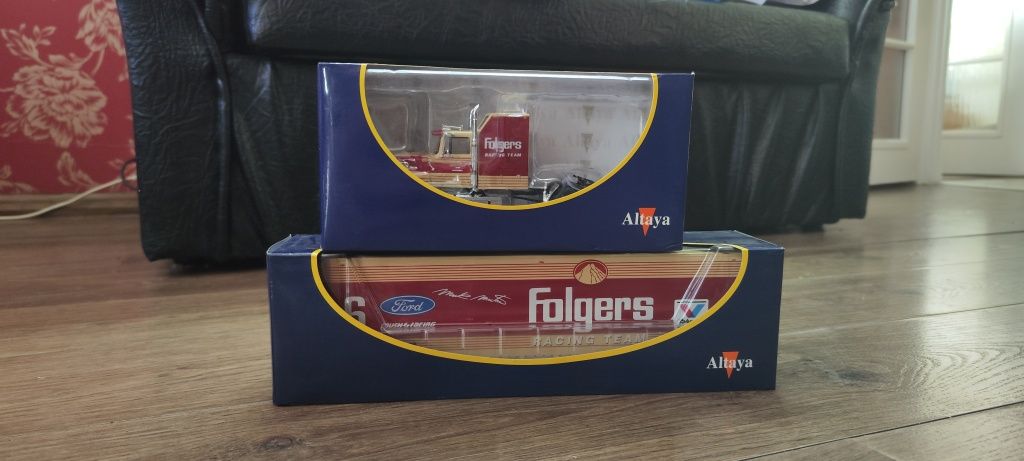 Folgers
RACING TEAM
Altaya
6
Ford
Folgers
RACING TEAM
Altaya